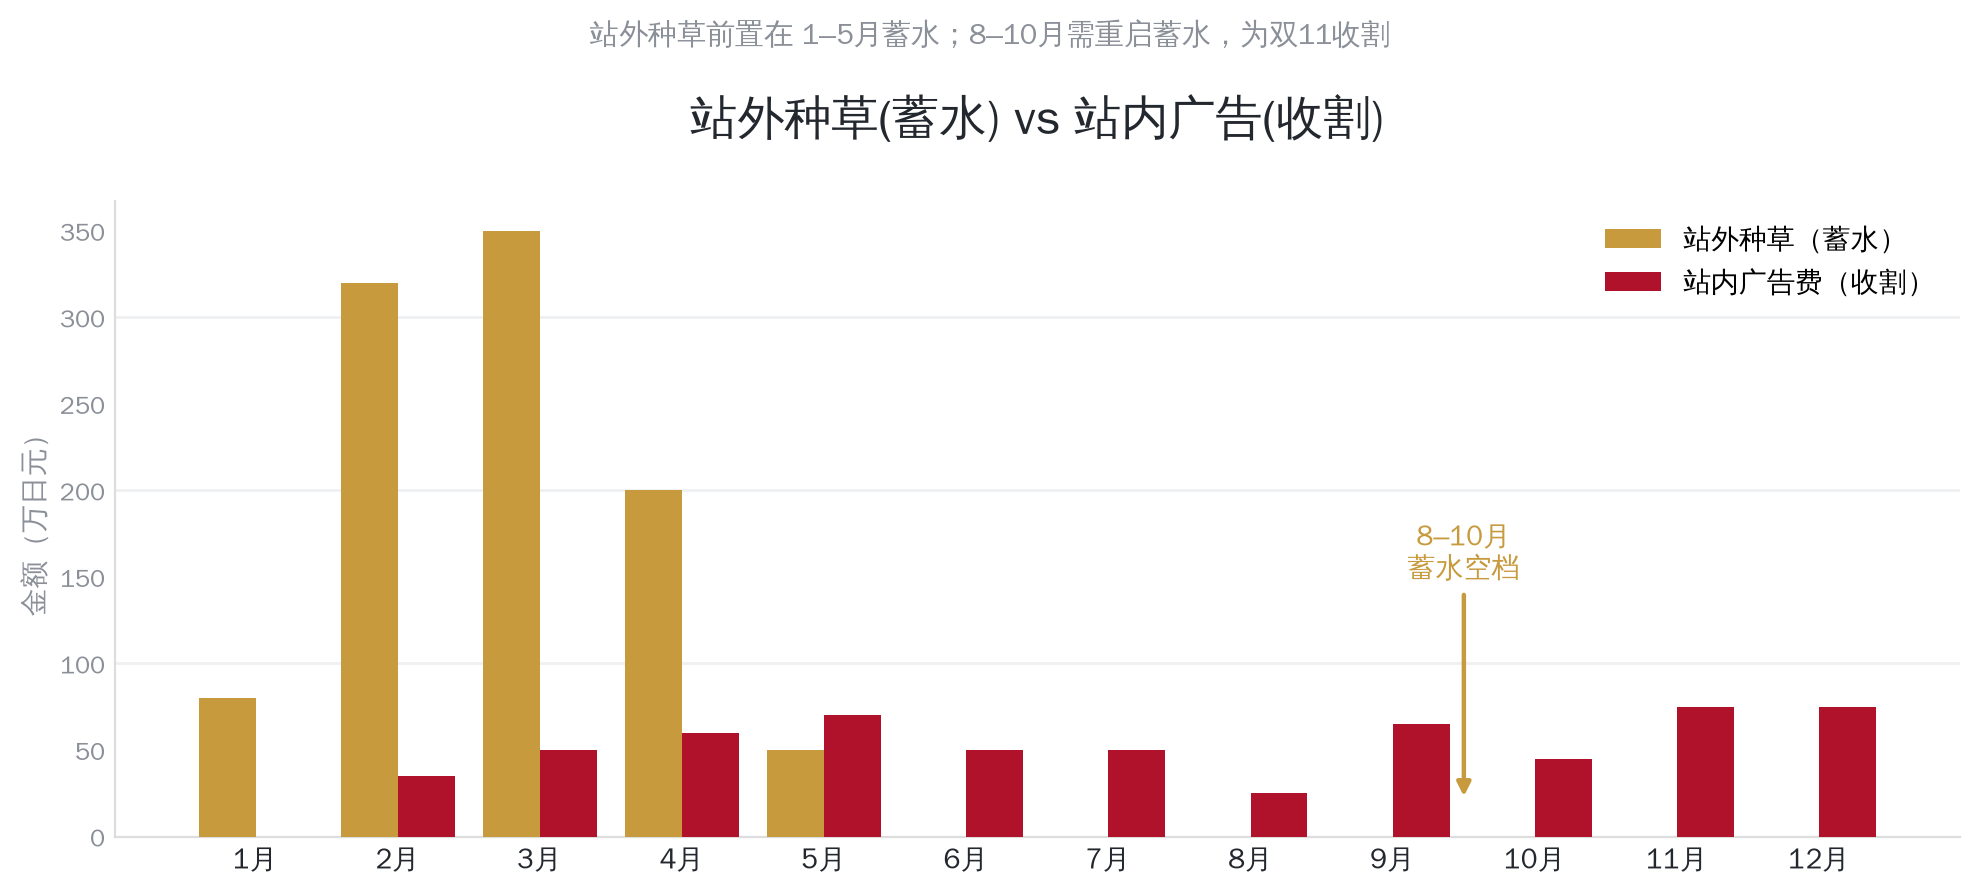 站外种草前置在 1–5月蓄水；8–10月需重启蓄水，为双11收割
站外种草(蓄水) vs 站内广告(收割)
站外种草（蓄水）
站内广告费（收割）
金额（万日元）
350
300
250
200
150
100
50
0
8–10月
蓄水空档
1月
2月
3月
4月
5月
6月
7月
8月
9月
10月
11月
12月